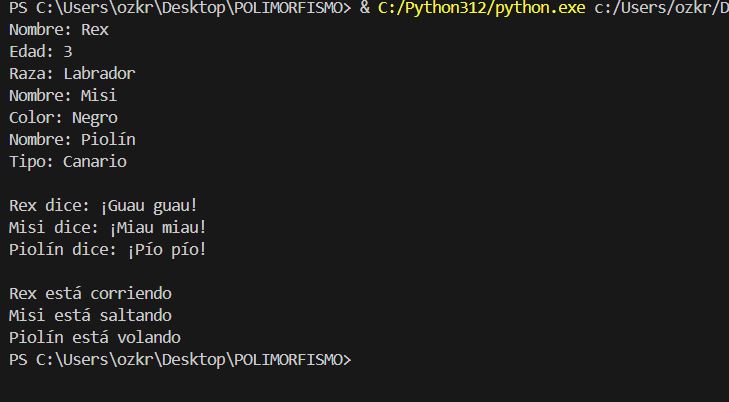 PS C:\Users\ozkr\Desktop\POLIMORFISMO> & C:/Python312/python.exe c:/Users/ozkr/D
Nombre: Rex
Edad: 3
Raza: Labrador
Nombre: Misi
Color: Negro
Nombre: Piolín
Tipo: Canario
Rex dice: ¡Guau guau!
Misi dice: ¡Miau miau!
Piolín dice: ¡Pío pío!
Rex está corriendo
Misi está saltando
Piolín está volando
PS C:\Users\ozkr\Desktop\POLIMORFISMO>